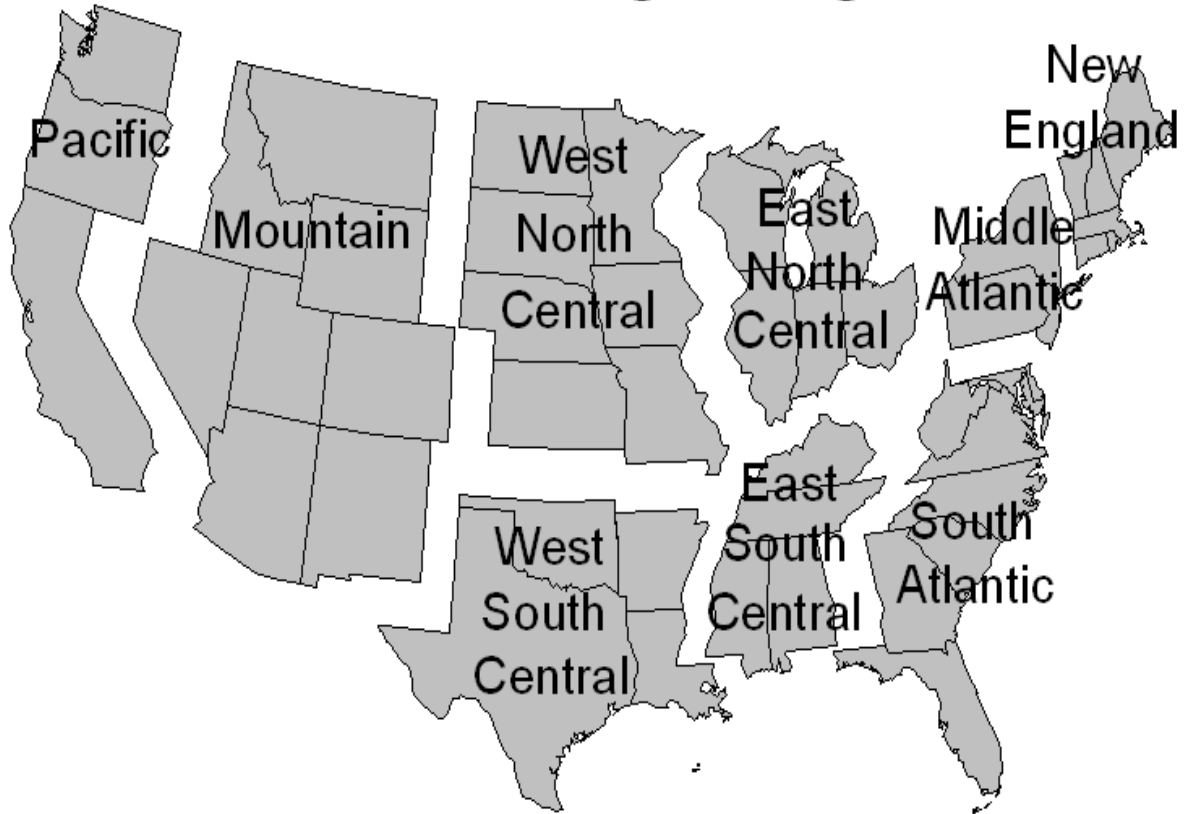 Pacific
Mountain
West
North
Central
East
North
Central
New
England
Middle
Atlantic
West
South
Central
East
South
Central
South
Atlantic